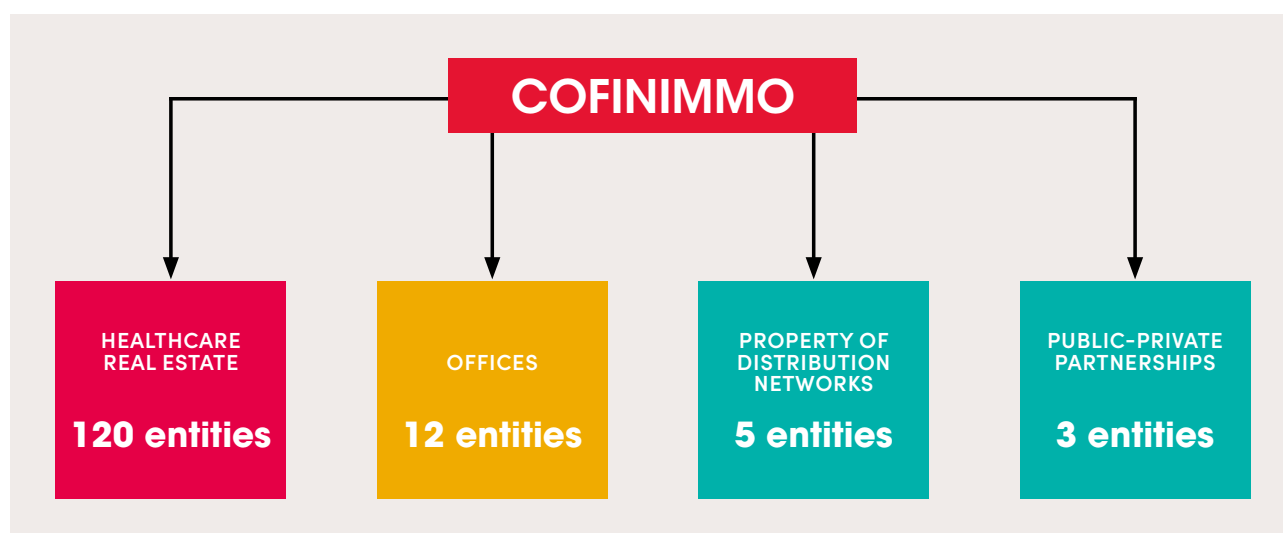 COFINIMMO
HEALTHCARE
REAL ESTATE
120 entities
OFFICES
12 entities
PROPERTY OF
DISTRIBUTION
NETWORKS
5 entities
PUBLIC-PRIVATE
PARTNERSHIPS
3 entities